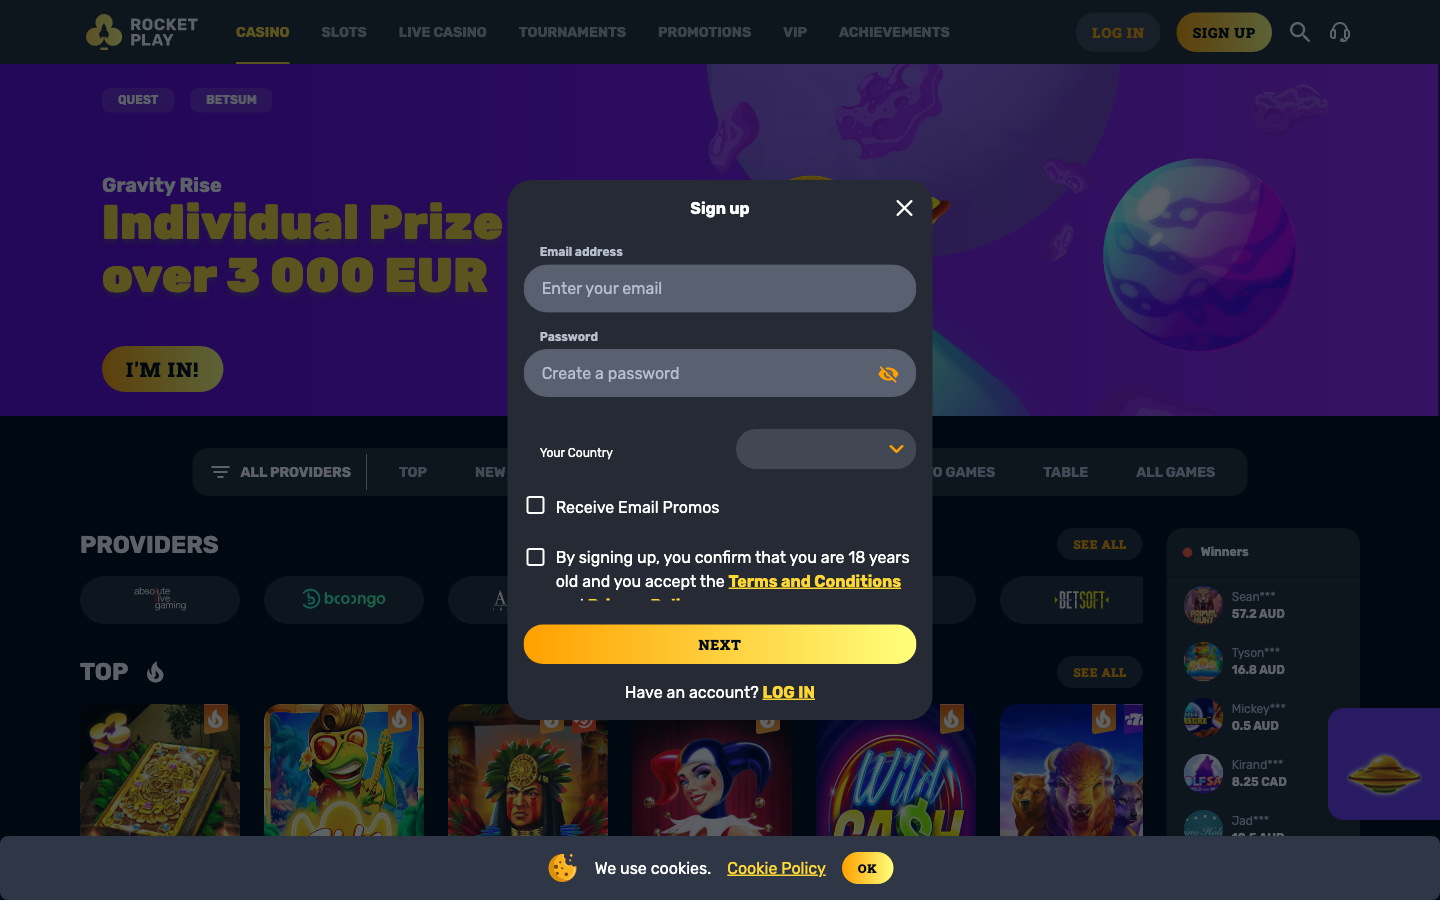 ROCKET
PLAY
CASINO
SLOTS
LIVE CASINO
TOURNAMENTS
PROMOTIONS
VIP
ACHIEVEMENTS
LOG IN
SIGN UP
QUEST
BETSUM
Gravity Rise
Individual Prize
over 3 000 EUR
I'M IN!
Sign up
Email address
Enter your email
Password
Create a password
Your Country
Receive Email Promos
By signing up, you confirm that you are 18 years
old and you accept the Terms and Conditions
NEXT
Have an account? LOG IN
ALL PROVIDERS
TOP
NEW
GAMES
TABLE
ALL GAMES
PROVIDERS
SEE ALL
absolute
live
gaming
booongo
BETSOFT
TOP
SEE ALL
Wild
CASH
Winners
Sean***
57.2 AUD
Tyson***
16.8 AUD
Mickey***
0.5 AUD
Kirand***
8.25 CAD
Jad***
We use cookies.
Cookie Policy
OK